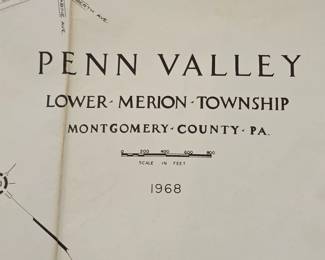 PENN VALLEY
LOWER · MERION · TOWNSHIP
MONTGOMERY · COUNTY · PA.
0 200 400 600 800
SCALE IN FEET
1968